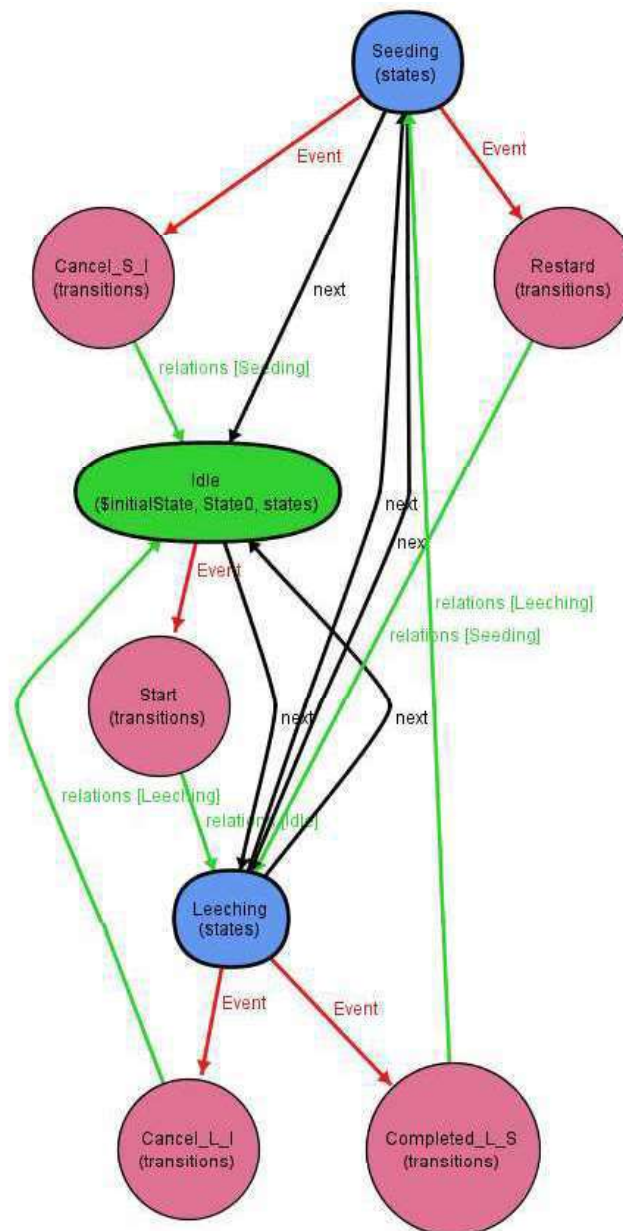 Seeding
(states)
Event
Event
Cancel_S_I
(transitions)
Restard
(transitions)
next
relations [Seeding]
Idle
($initialState, State0, states)
next
next
Event
relations [Leeching]
relations [Seeding]
Start
(transitions)
next
next
relations [Leeching]
relations [Idle]
Leeching
(states)
Event
Event
Cancel_L_I
(transitions)
Completed_L_S
(transitions)